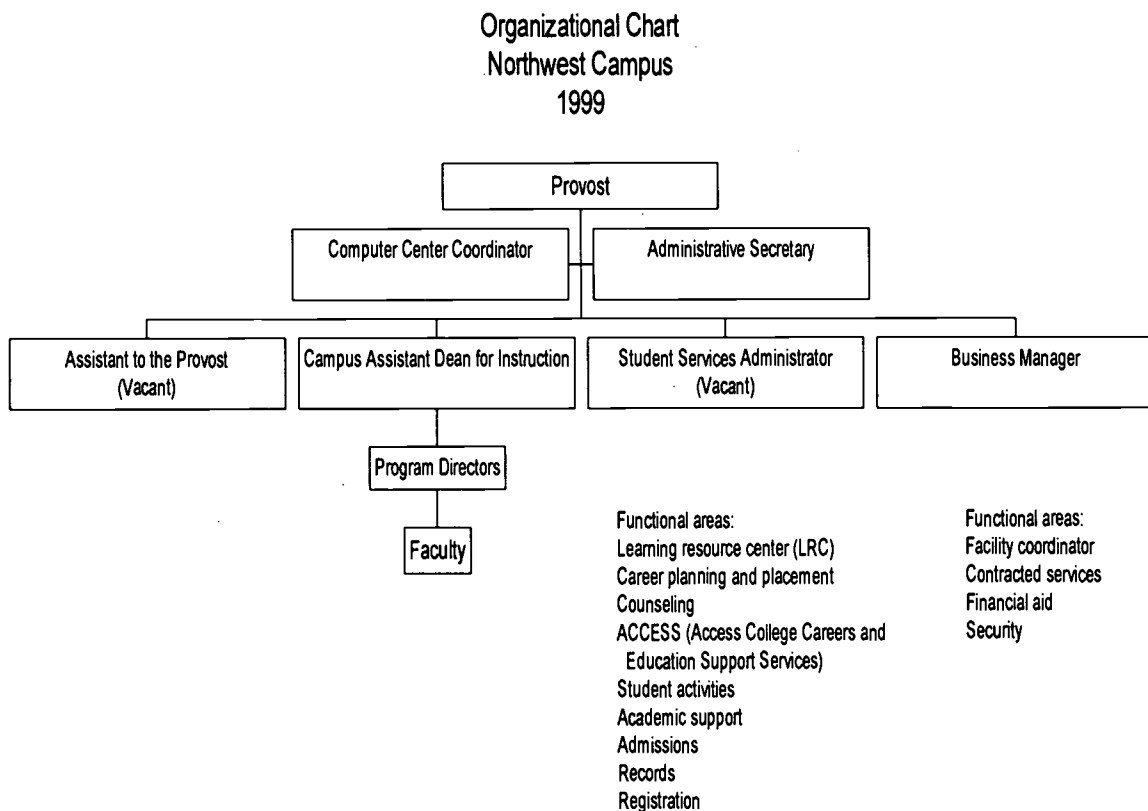 Organizational Chart
Northwest Campus
1999
Provost
Computer Center Coordinator
Administrative Secretary
Assistant to the Provost
(Vacant)
Campus Assistant Dean for Instruction
Student Services Administrator
(Vacant)
Business Manager
Program Directors
Faculty
Functional areas:
Learning resource center (LRC)
Career planning and placement
Counseling
ACCESS (Access College Careers and
Education Support Services)
Student activities
Academic support
Admissions
Records
Registration
Functional areas:
Facility coordinator
Contracted services
Financial aid
Security